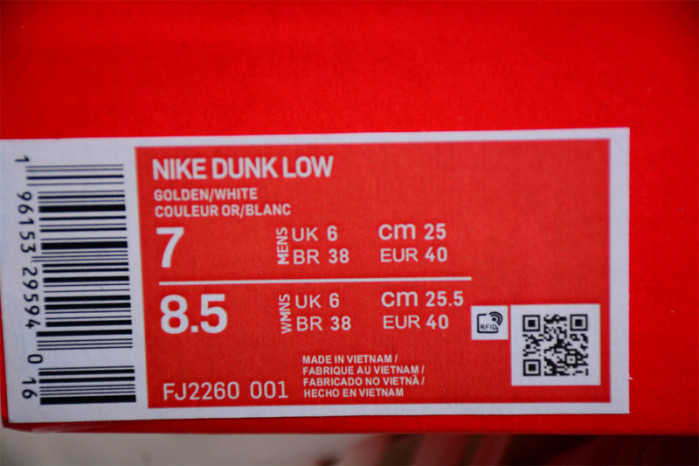 NIKE DUNK LOW
GOLDEN/WHITE
COULEUR OR/BLANC
7 MENS UK 6 cm 25
BR 38 EUR 40
8.5 WMNS UK 6 cm 25.5
BR 38 EUR 40
RFID
MADE IN VIETNAM /
FABRIQUE AU VIETNAM /
FABRICADO NO VIETNÃ /
HECHO EN VIETNAM
FJ2260 001
1 96153 29594 0 16